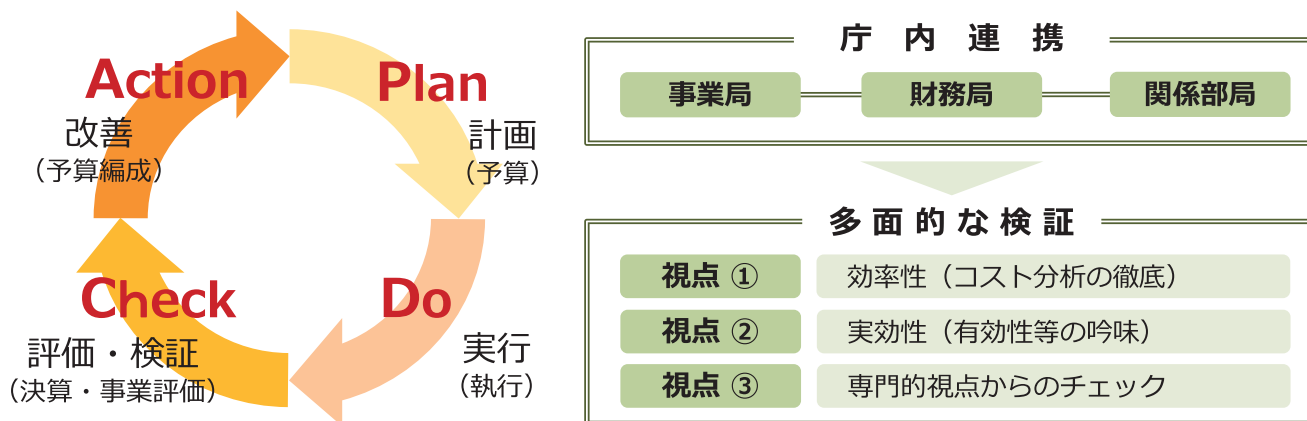 Action
改善
（予算編成）
Plan
計画
（予算）
Check
評価・検証
（決算・事業評価）
Do
実行
（執行）
庁内連携
事業局
財務局
関係部局
多面的な検証
視点 ①
効率性（コスト分析の徹底）
視点 ②
実効性（有効性等の吟味）
視点 ③
専門的視点からのチェック